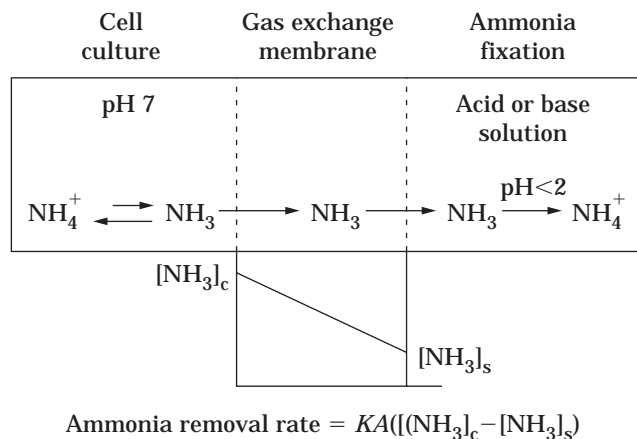 Cell culture
Gas exchange membrane
Ammonia fixation
pH 7
Acid or base solution
NH₄⁺ NH₃ NH₃ NH₃ pH<2 NH₄⁺
[NH₃]c
[NH₃]s
Ammonia removal rate = KA([(NH₃]c−[NH₃]s)